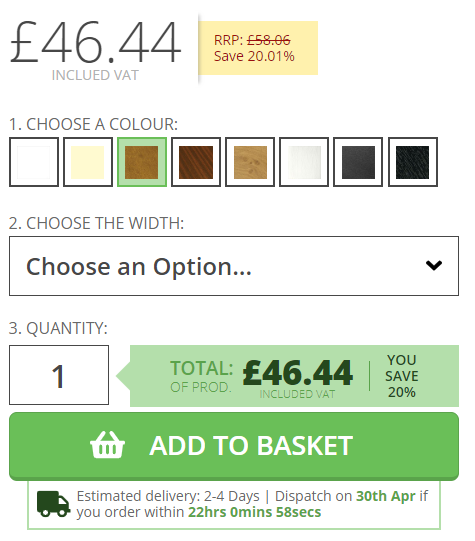 £46.44
INCLUED VAT
RRP: £58.06
Save 20.01%
1. CHOOSE A COLOUR:
2. CHOOSE THE WIDTH:
Choose an Option...
3. QUANTITY:
1
TOTAL:
OF PROD.
£46.44
INCLUDED VAT
YOU
SAVE
20%
ADD TO BASKET
Estimated delivery: 2-4 Days | Dispatch on 30th Apr if
you order within 22hrs 0mins 58secs